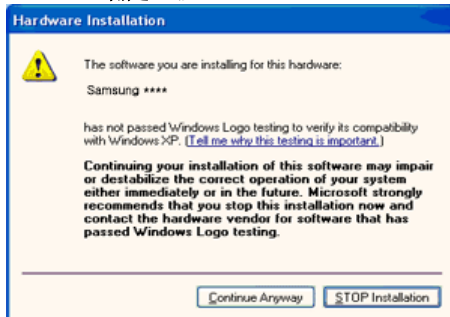 Hardware Installation
The software you are installing for this hardware:
Samsung ****
has not passed Windows Logo testing to verify its compatibility
with Windows XP. (Tell me why this testing is important.)
Continuing your installation of this software may impair
or destabilize the correct operation of your system
either immediately or in the future. Microsoft strongly
recommends that you stop this installation now and
contact the hardware vendor for software that has
passed Windows Logo testing.
Continue Anyway STOP Installation